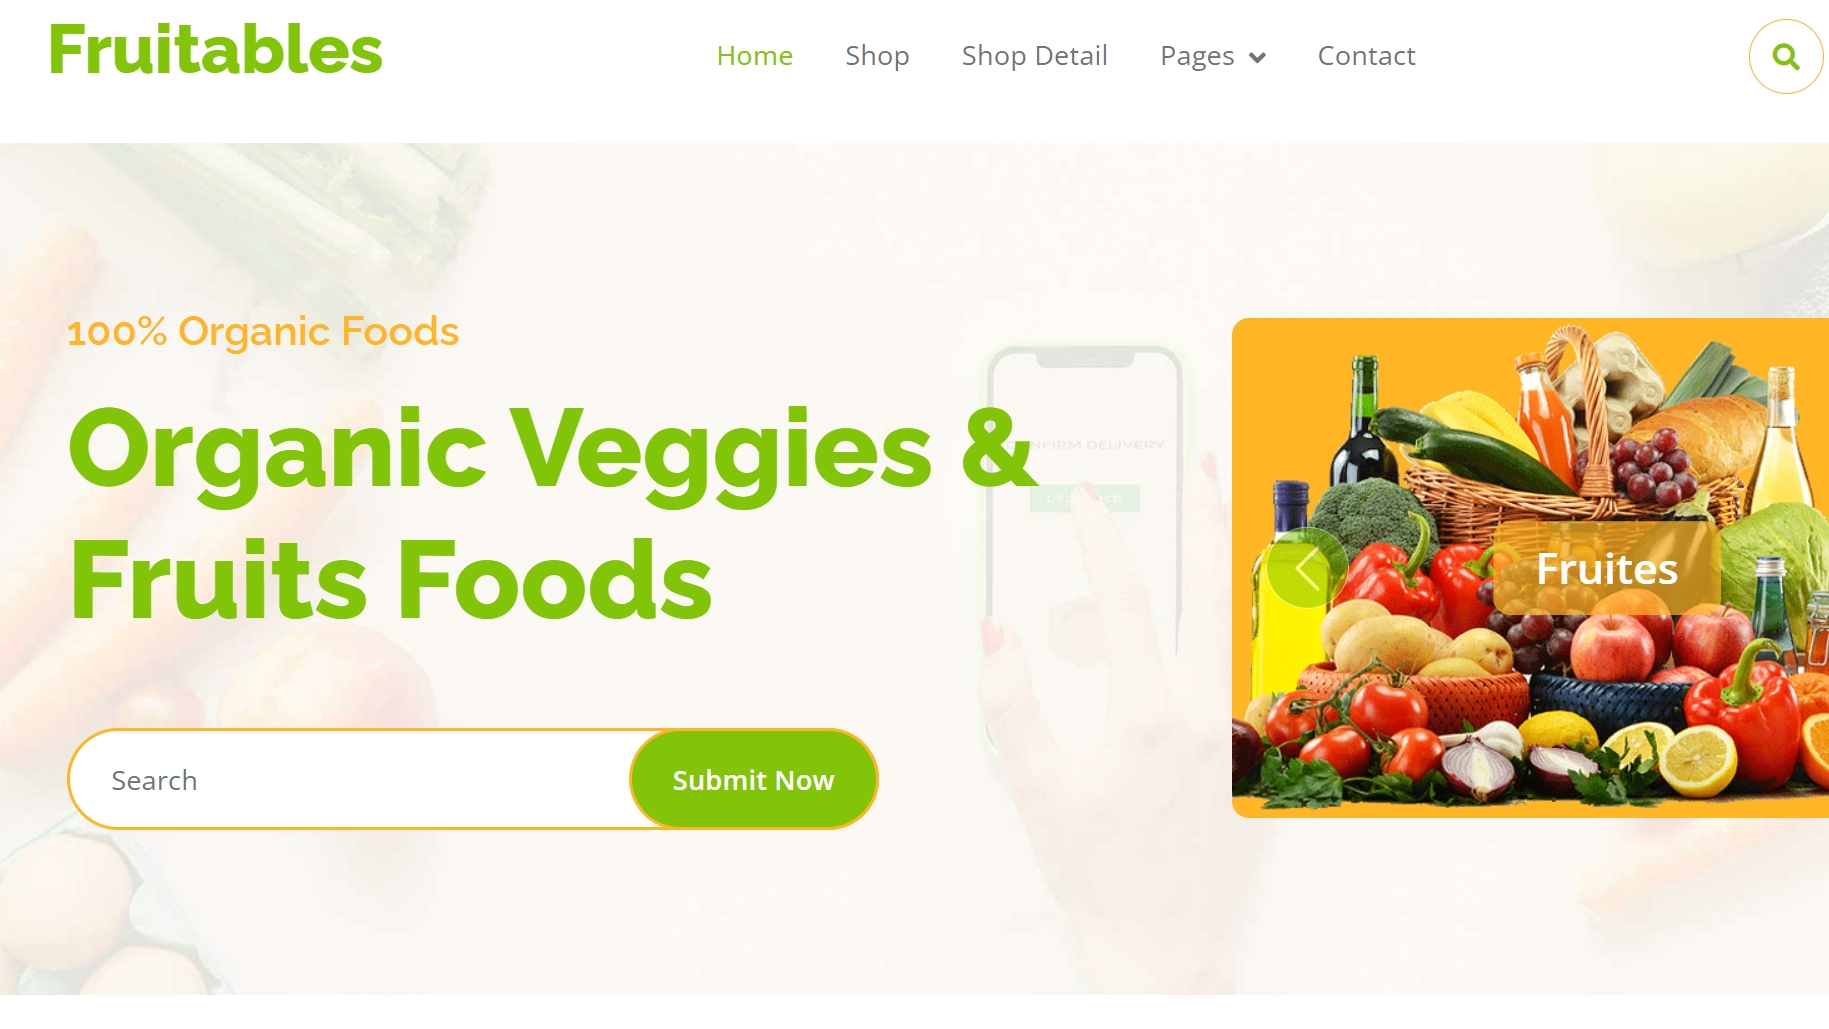 Fruitables
Home Shop Shop Detail Pages Contact
100% Organic Foods
Organic Veggies &
Fruits Foods
Search
Submit Now
Fruites